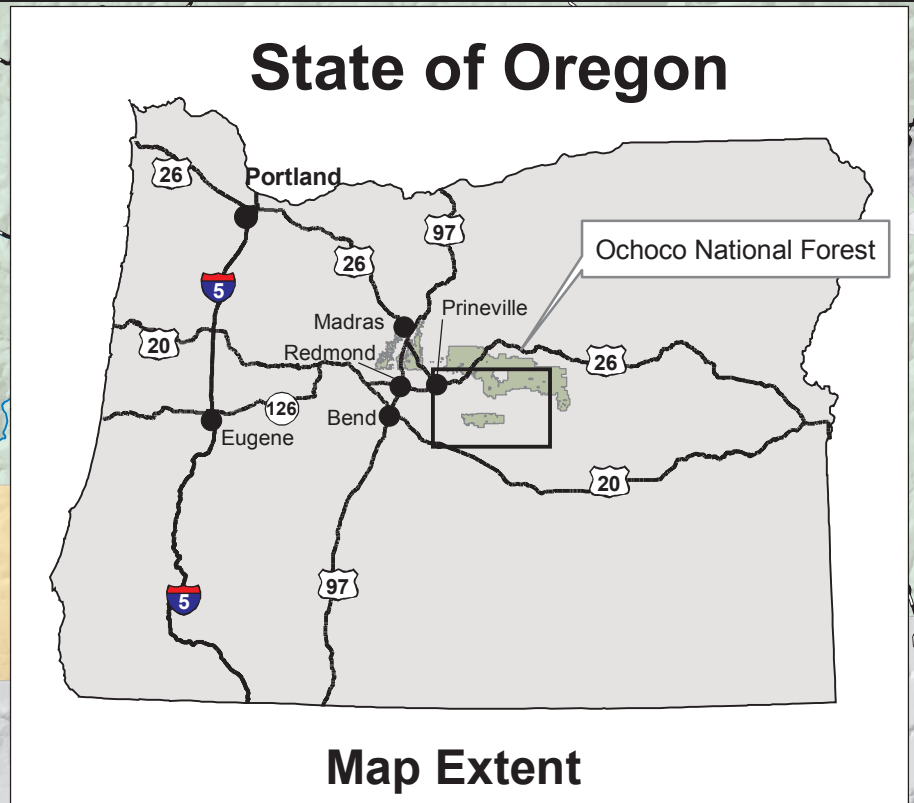 State of Oregon
Portland
26
97
26
Ochoco National Forest
5
Madras
Prineville
20
Redmond
26
126
Bend
Eugene
20
97
5
Map Extent